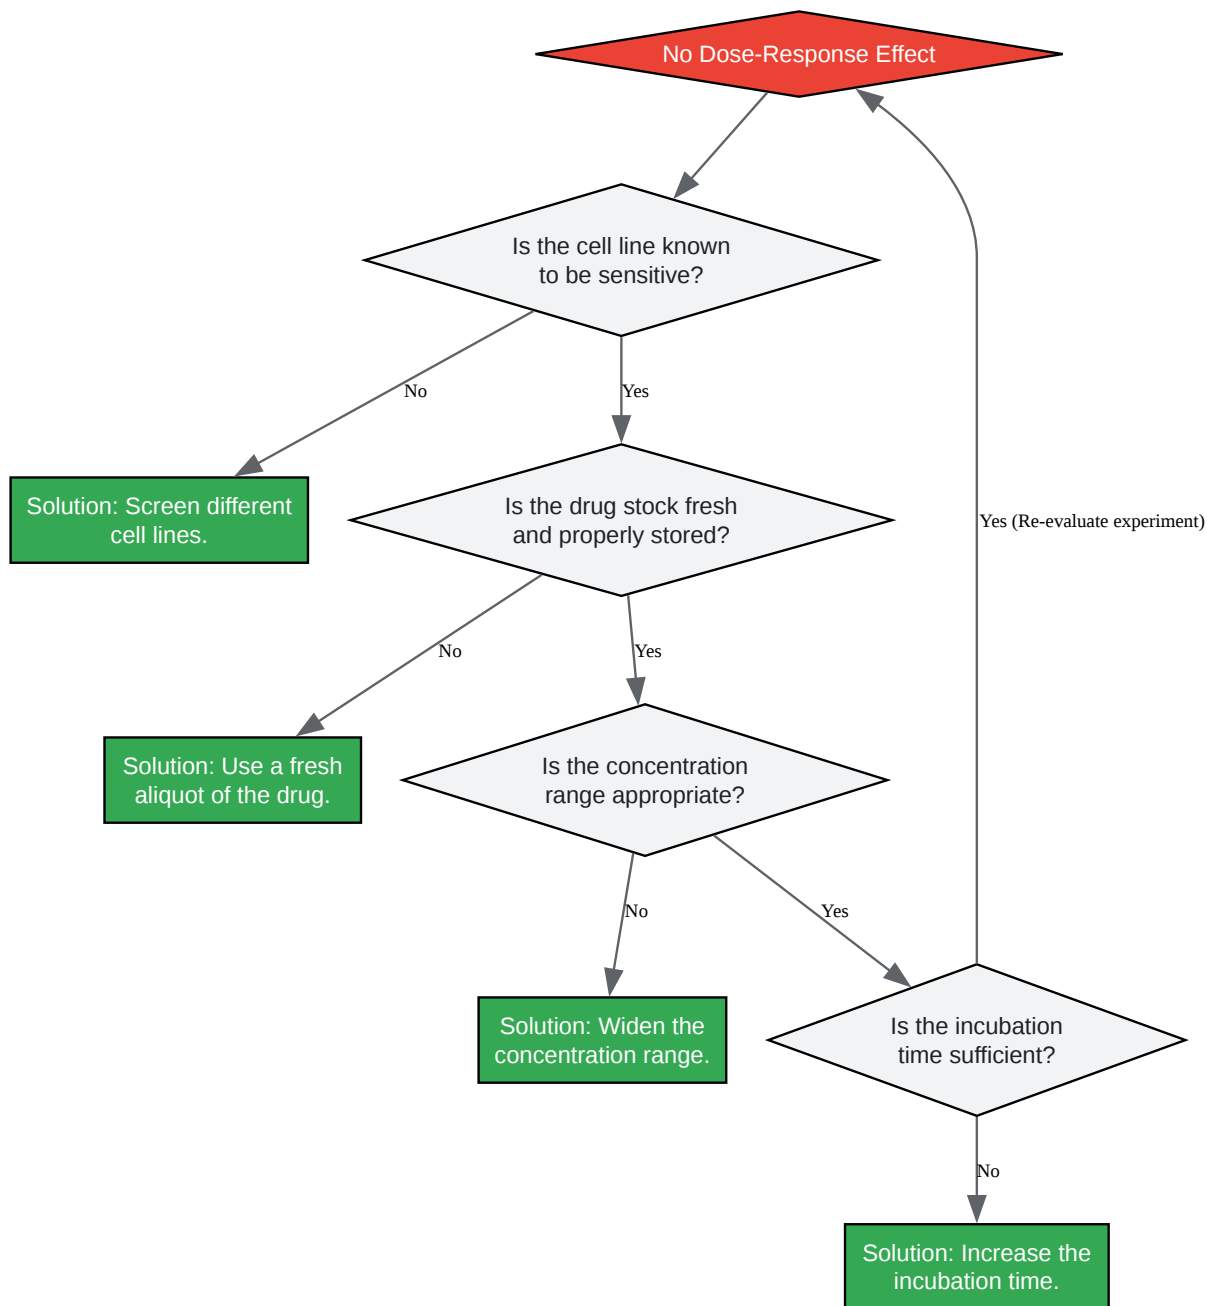 No Dose-Response Effect
Is the cell line known
to be sensitive?
No
Yes
Solution: Screen different
cell lines.
Is the drug stock fresh
and properly stored?
Yes (Re-evaluate experiment)
No
Yes
Solution: Use a fresh
aliquot of the drug.
Is the concentration
range appropriate?
No
Yes
Solution: Widen the
concentration range.
Is the incubation
time sufficient?
No
Solution: Increase the
incubation time.